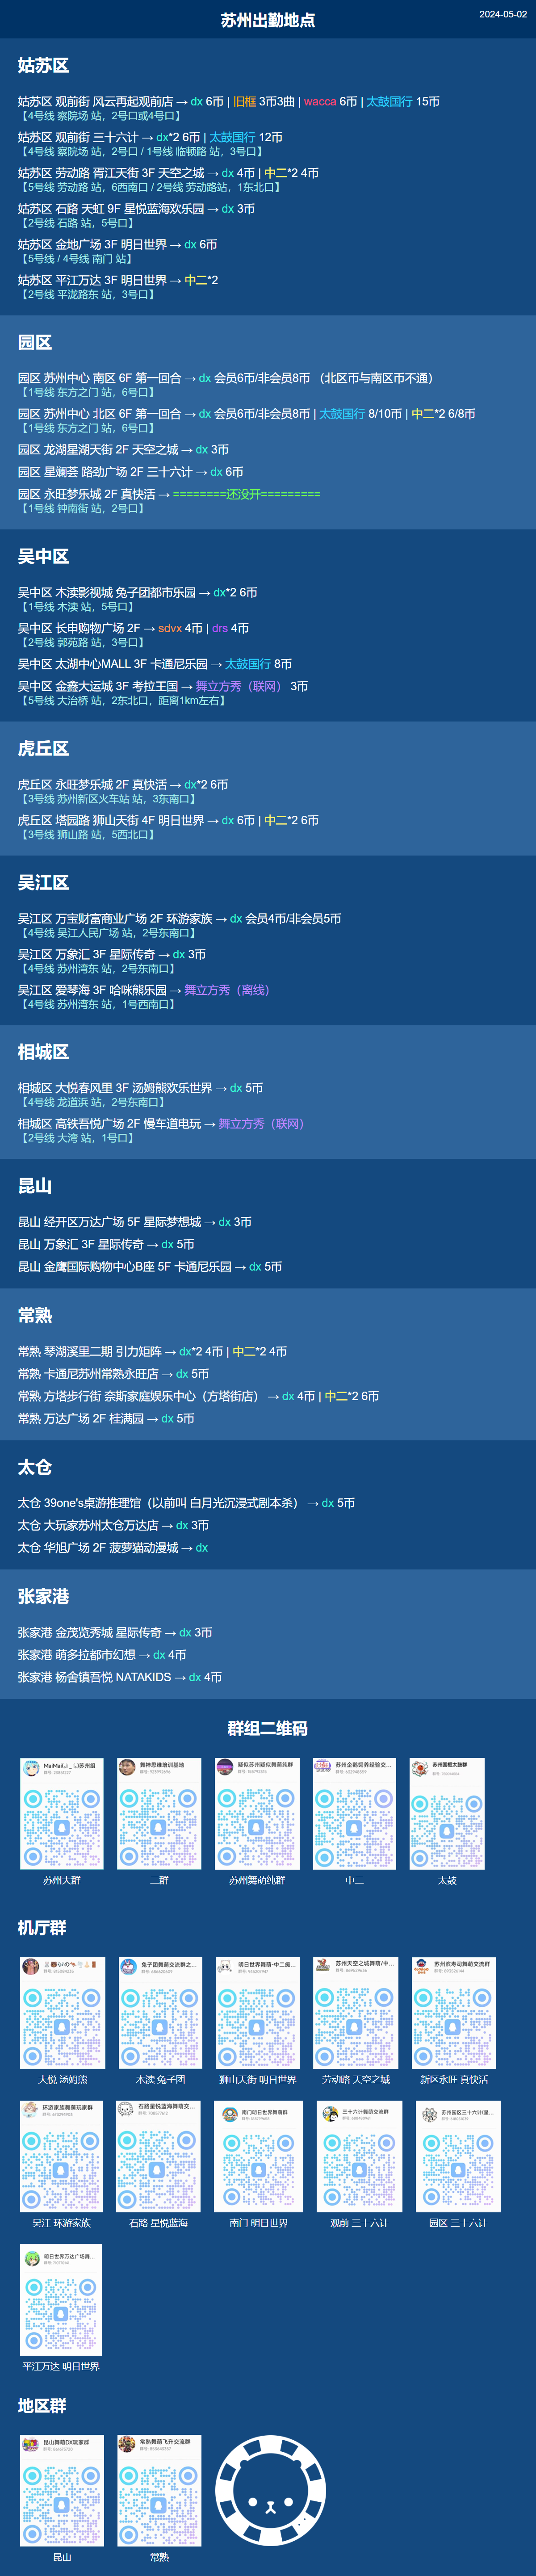 苏州出勤地点
2024-05-02
姑苏区
姑苏区 观前街 风云再起观前店 → dx 6币 | 旧框 3币3曲 | wacca 6币 | 太鼓国行 15币
【4号线 察院场 站，2号口或4号口】
姑苏区 观前街 三十六计 → dx*2 6币 | 太鼓国行 12币
【4号线 察院场 站，2号口 / 1号线 临顿路 站，3号口】
姑苏区 劳动路 胥江天街 3F 天空之城 → dx 4币 | 中二*2 4币
【5号线 劳动路 站，6西南口 / 2号线 劳动路站，1东北口】
姑苏区 石路 天虹 9F 星悦蓝海欢乐园 → dx 3币
【2号线 石路 站，5号口】
姑苏区 金地广场 3F 明日世界 → dx 6币
【5号线 / 4号线 南门 站】
姑苏区 平江万达 3F 明日世界 → 中二*2
【2号线 平泷路东 站，3号口】
园区
园区 苏州中心 南区 6F 第一回合 → dx 会员6币/非会员8币 （北区币与南区币不通）
【1号线 东方之门 站，6号口】
园区 苏州中心 北区 6F 第一回合 → dx 会员6币/非会员8币 | 太鼓国行 8/10币 | 中二*2 6/8币
【1号线 东方之门 站，6号口】
园区 龙湖星湖天街 2F 天空之城 → dx 3币
园区 星斓荟 路劲广场 2F 三十六计 → dx 6币
园区 永旺梦乐城 2F 真快活 → ========还没开=========
【1号线 钟南街 站，2号口】
吴中区
吴中区 木渎影视城 兔子团都市乐园 → dx*2 6币
【1号线 木渎 站，5号口】
吴中区 长申购物广场 2F → sdvx 4币 | drs 4币
【2号线 郭苑路 站，3号口】
吴中区 太湖中心MALL 3F 卡通尼乐园 → 太鼓国行 8币
吴中区 金鑫大运城 3F 考拉王国 → 舞立方秀（联网） 3币
【5号线 大治桥 站，2东北口，距离1km左右】
虎丘区
虎丘区 永旺梦乐城 2F 真快活 → dx*2 6币
【3号线 苏州新区火车站 站，3东南口】
虎丘区 塔园路 狮山天街 4F 明日世界 → dx 6币 | 中二*2 6币
【3号线 狮山路 站，5西北口】
吴江区
吴江区 万宝财富商业广场 2F 环游家族 → dx 会员4币/非会员5币
【4号线 吴江人民广场 站，2号东南口】
吴江区 万象汇 3F 星际传奇 → dx 3币
【4号线 苏州湾东 站，2号东南口】
吴江区 爱琴海 3F 哈咪熊乐园 → 舞立方秀（离线）
【4号线 苏州湾东 站，1号西南口】
相城区
相城区 大悦春风里 3F 汤姆熊欢乐世界 → dx 5币
【4号线 龙道浜 站，2号东南口】
相城区 高铁吾悦广场 2F 慢车道电玩 → 舞立方秀（联网）
【2号线 大湾 站，1号口】
昆山
昆山 经开区万达广场 5F 星际梦想城 → dx 3币
昆山 万象汇 3F 星际传奇 → dx 5币
昆山 金鹰国际购物中心B座 5F 卡通尼乐园 → dx 5币
常熟
常熟 琴湖溪里二期 引力矩阵 → dx*2 4币 | 中二*2 4币
常熟 卡通尼苏州常熟永旺店 → dx 5币
常熟 方塔步行街 奈斯家庭娱乐中心（方塔街店） → dx 4币 | 中二*2 6币
常熟 万达广场 2F 桂满园 → dx 5币
太仓
太仓 39one's桌游推理馆（以前叫 白月光沉浸式剧本杀） → dx 5币
太仓 大玩家苏州太仓万达店 → dx 3币
太仓 华旭广场 2F 菠萝猫动漫城 → dx
张家港
张家港 金茂览秀城 星际传奇 → dx 3币
张家港 萌多拉都市幻想 → dx 4币
张家港 杨舍镇吾悦 NATAKIDS → dx 4币
群组二维码
舞神思维培训基地
疑似苏州疑似舞萌纯群
苏州企鹅饲养经验交...
苏州国框太鼓群
苏州大群
二群
苏州舞萌纯群
中二
太鼓
机厅群
兔子团舞萌交流群之...
明日世界舞萌·中二痴...
苏州天空之城舞萌/中...
苏州滨寿司舞萌交流群
大悦 汤姆熊
木渎 兔子团
狮山天街 明日世界
劳动路 天空之城
新区永旺 真快活
环游家族舞萌玩家群
石路星悦蓝海舞萌交...
南门明日世界舞萌群
三十六计舞萌交流群
苏州园区三十六计(星...
吴江 环游家族
石路 星悦蓝海
南门 明日世界
观前 三十六计
园区 三十六计
明日世界万达广场舞...
平江万达 明日世界
地区群
昆山舞萌DX玩家群
常熟舞萌飞升交流群
昆山
常熟